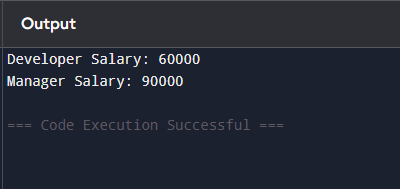 Output
Developer Salary: 60000
Manager Salary: 90000
=== Code Execution Successful ===